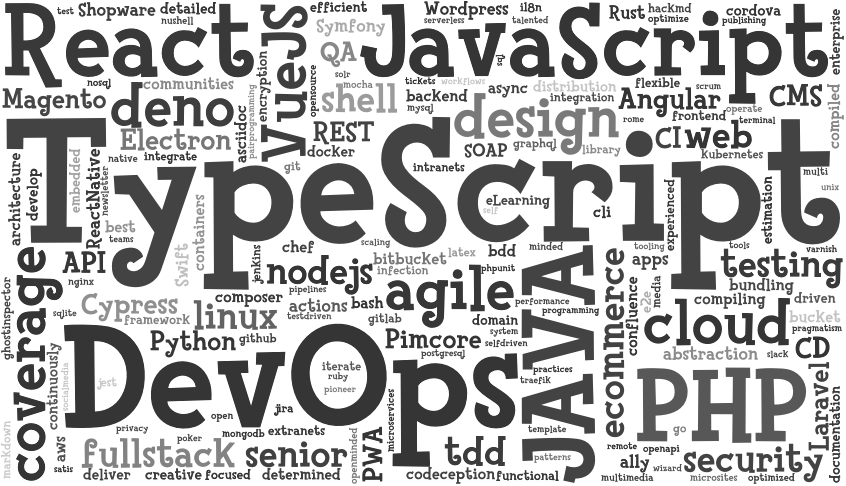 React
test
Shopware
detailed
nushell
efficient
Symfony
QA
VueJS
JavaScript
Wordpress
il8n
serverless
talented
sql
Rust
hackmd
optimize
cordova
publishing
enterprise
nosql
communities
encryption
opensource
solr
mocha
shell
tickets
workflows
async
distribution
integration
flexible
scrum
Angular
CMS
compiled
Magento
deno
asciidoc
pairprogramming
REST
backend
mysql
design
rome
frontend
operate
terminal
Electron
native
integrate
docker
git
SOAP
graphql
library
CI
web
Kubernetes
intranets
TypeScript
architecture
develop
embedded
ReactNative
newsletter
best
teams
containers
Swift
eLearning
self
cli
experienced
estimation
multi
unix
API
nginx
jenkins
chef
scaling
bitbucket
latex
infection
bdd
phpunit
minded
tooling
apps
tools
varnish
testing
nodejs
pipelines
agile
JAVA
ecommerce
confluence
e2e
media
bundling
compiling
driven
ghostinspector
coverage
sqlite
Cypress
framework
linux
composer
actions
testdriven
bash
gitlab
performance
programming
domain
system
selfdriven
cloud
bucket
pragmatism
Python
github
Pimcore
postgresql
abstraction
slack
CD
continuously
socialmedia
jest
DevOps
iterate
ruby
pioneer
practices
traefik
PHP
go
Laravel
documentation
open
jira
microservices
markdown
aws
satis
privacy
poker
mongodb
extranets
openminded
PWA
template
patterns
remote
openapi
fullstack
senior
tdd
ally
wizard
security
deliver
creative
focused
determined
codeception
functional
multimedia
microsites
optimized